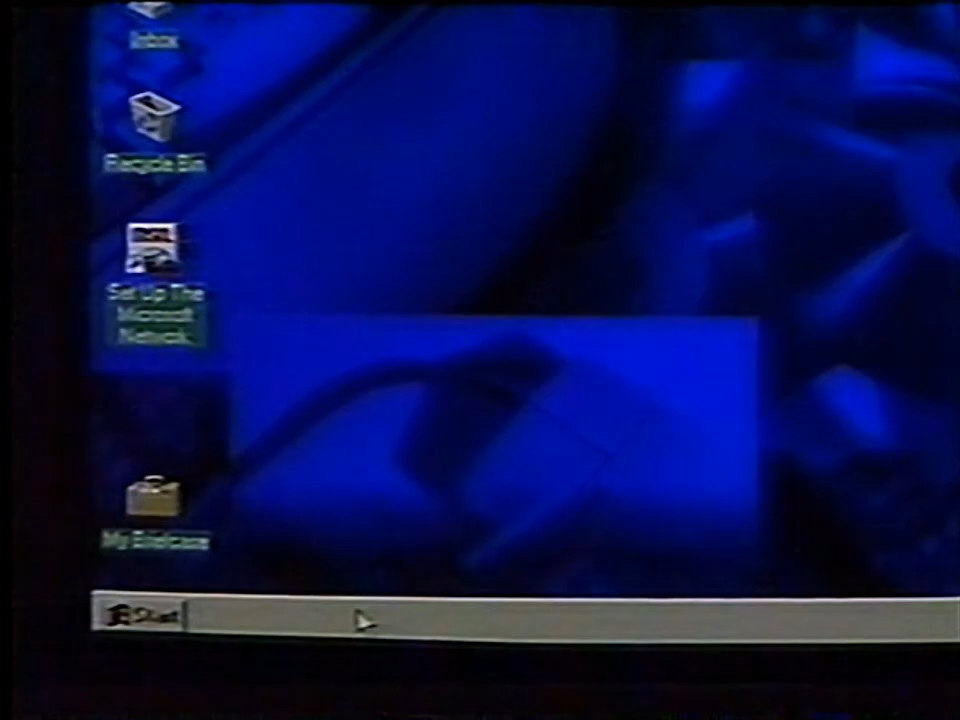 Inbox
Recycle Bin
Set Up The
Microsoft
Network
My Briefcase
Start